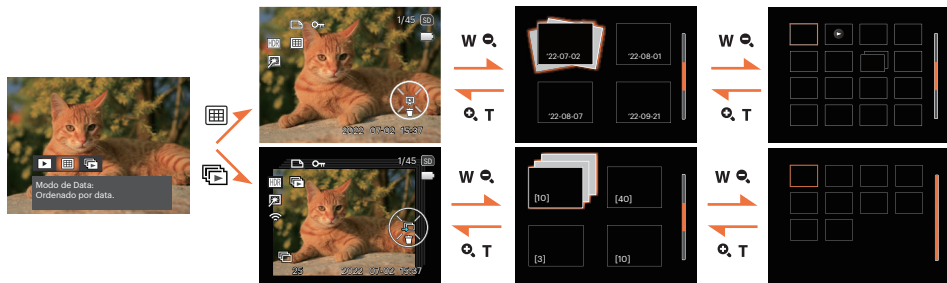 Modo de Data:
Ordenado por data.
1/45 SD
HDR
2022-07-02 15:37
W
T
'22-07-02
'22-08-01
'22-08-07
'22-09-21
W
T
1/45 SD
HDR
25 2022-07-02 15:37
W
T
[10]
[40]
[3]
[10]
W
T